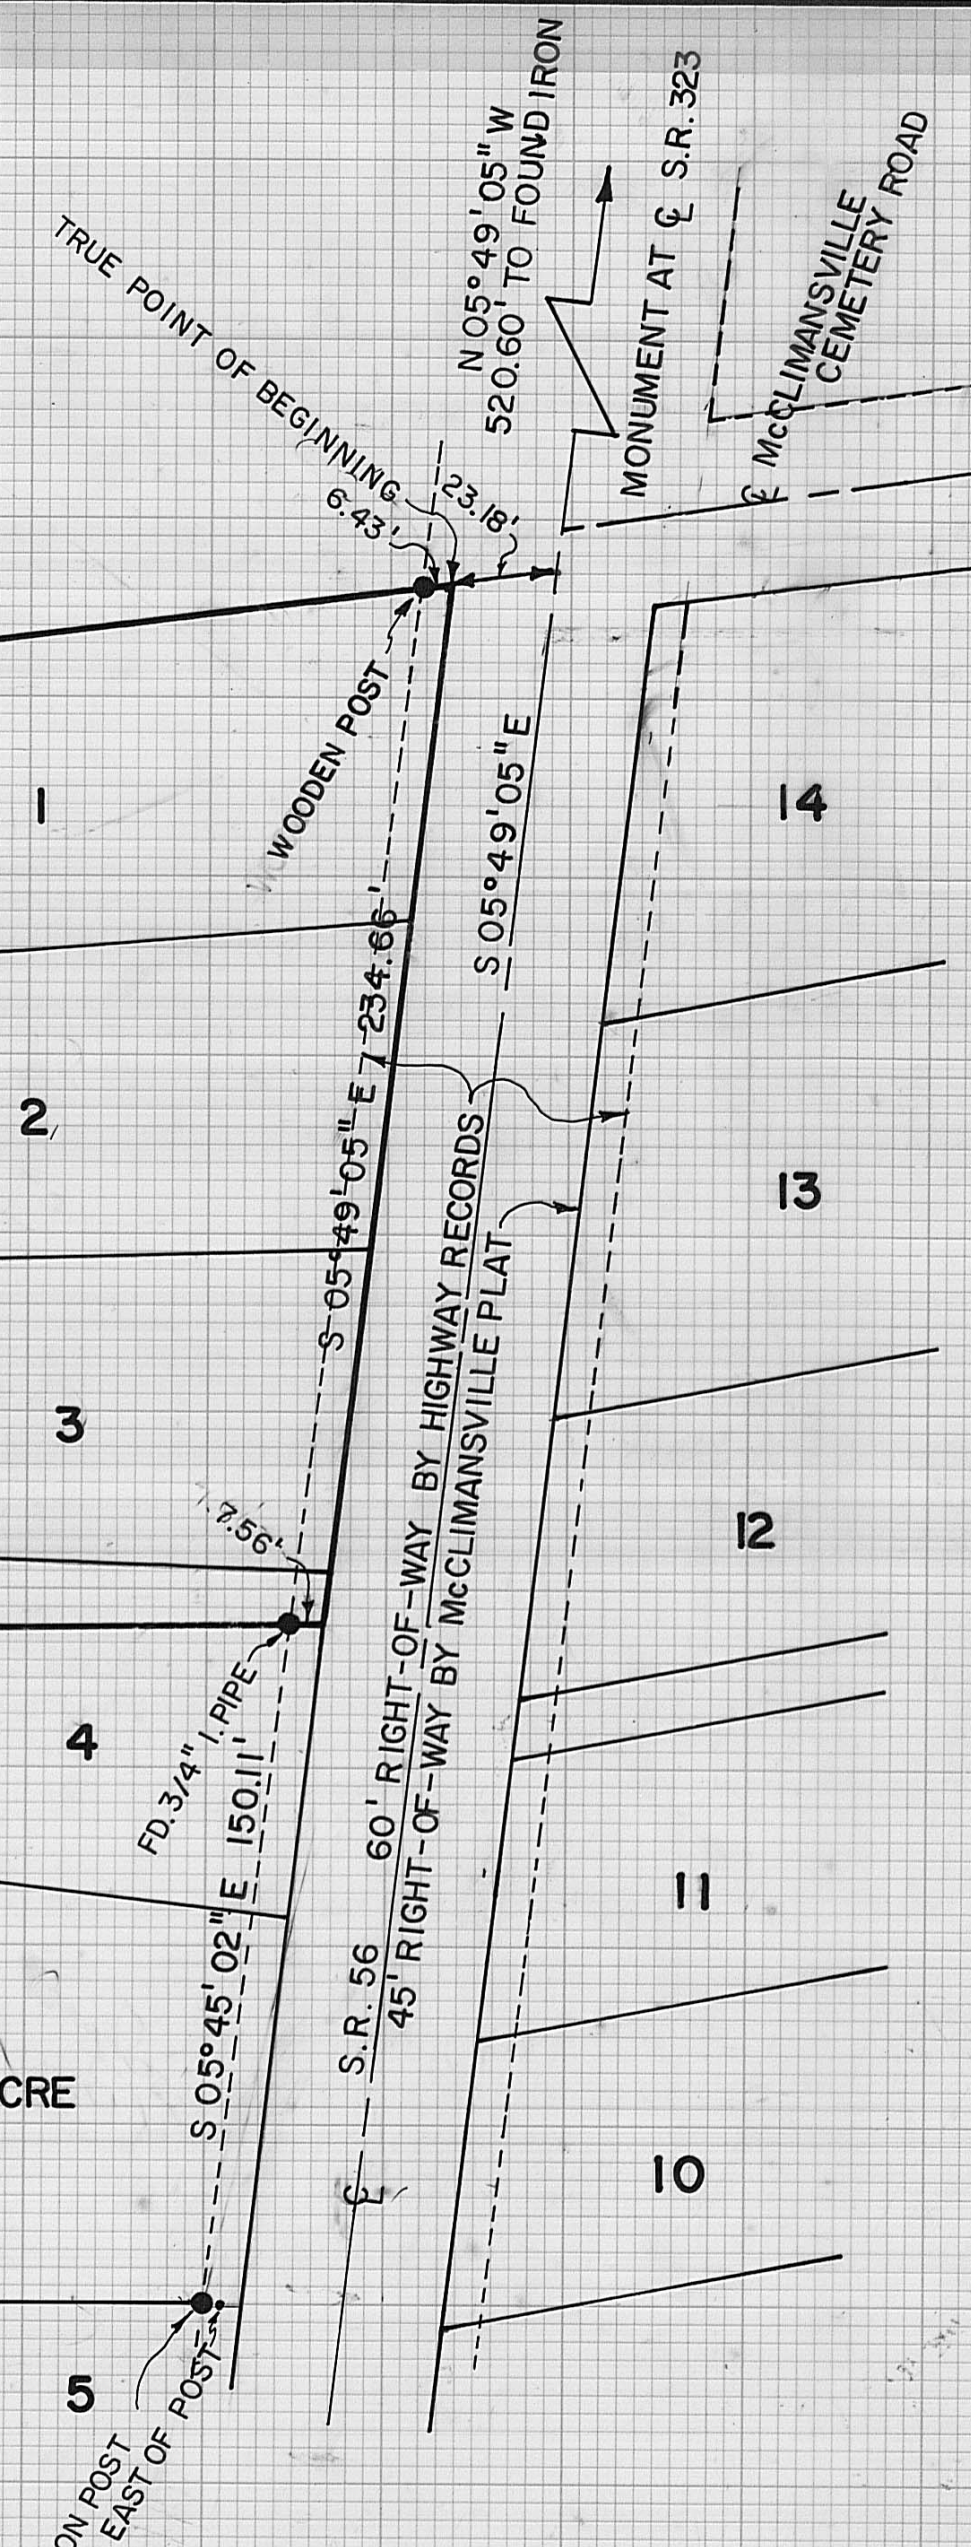 N 05°49'05" W
520.60' TO FOUND IRON
MONUMENT AT ℄ S.R. 323
℄ McCLIMANSVILLE
CEMETERY ROAD
TRUE POINT OF BEGINNING
6.43'
23.18'
WOODEN POST
S 05°49'05" E
1
14
S 05°49'05" E 234.66'
2
13
60' RIGHT-OF-WAY BY HIGHWAY RECORDS
45' RIGHT-OF-WAY BY McCLIMANSVILLE PLAT
3
7.56'
12
FD. 3/4" I. PIPE
4
S 05°45'02" E 150.11'
11
S.R. 56
CRE
10
℄
5
ON POST
EAST OF POST